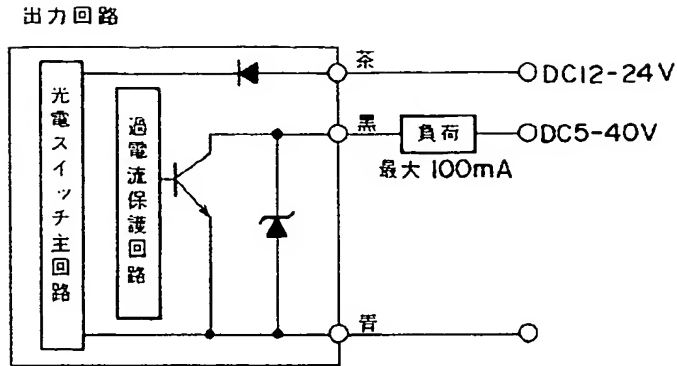 出力回路
茶
DC12-24V
光電スイッチ主回路
過電流保護回路
黒
負荷
DC5-40V
最大 100mA
青